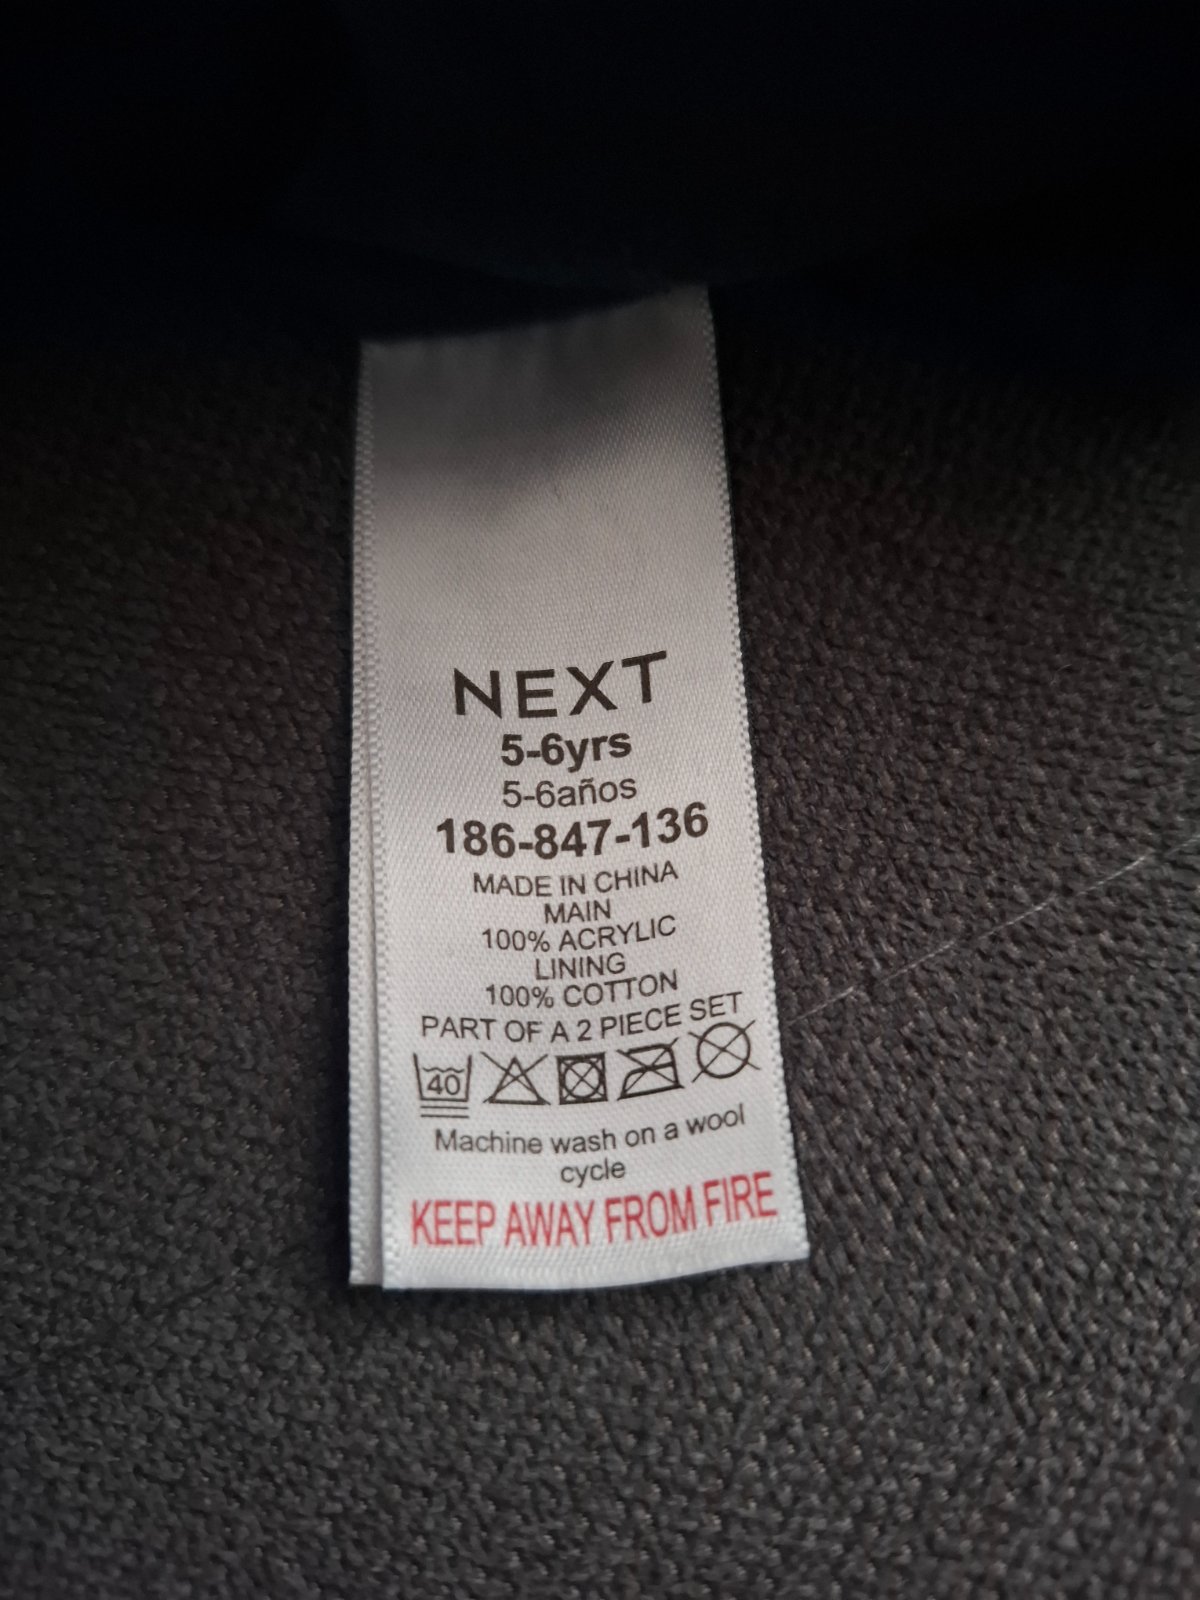 NEXT
5-6yrs
5-6años
186-847-136
MADE IN CHINA
MAIN
100% ACRYLIC
LINING
100% COTTON
PART OF A 2 PIECE SET
40
Machine wash on a wool
cycle
KEEP AWAY FROM FIRE